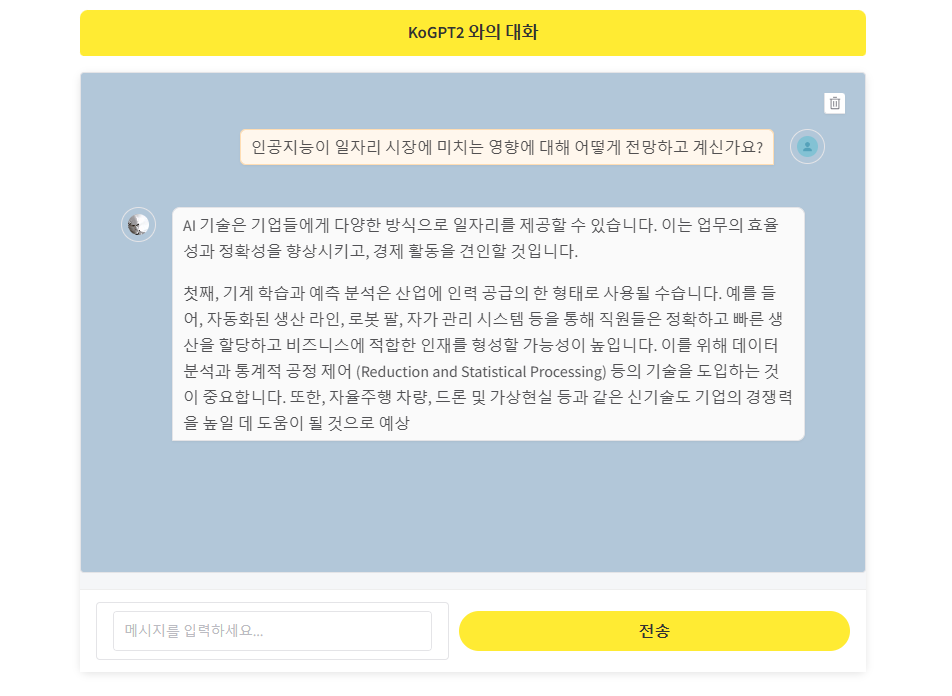 KoGPT2 와의 대화
인공지능이 일자리 시장에 미치는 영향에 대해 어떻게 전망하고 계신가요?
AI 기술은 기업들에게 다양한 방식으로 일자리를 제공할 수 있습니다. 이는 업무의 효율
성과 정확성을 향상시키고, 경제 활동을 견인할 것입니다.
첫째, 기계 학습과 예측 분석은 산업에 인력 공급의 한 형태로 사용될 수습니다. 예를 들
어, 자동화된 생산 라인, 로봇 팔, 자가 관리 시스템 등을 통해 직원들은 정확하고 빠른 생
산을 할당하고 비즈니스에 적합한 인재를 형성할 가능성이 높입니다. 이를 위해 데이터
분석과 통계적 공정 제어 (Reduction and Statistical Processing) 등의 기술을 도입하는 것
이 중요합니다. 또한, 자율주행 차량, 드론 및 가상현실 등과 같은 신기술도 기업의 경쟁력
을 높일 데 도움이 될 것으로 예상
메시지를 입력하세요...
전송